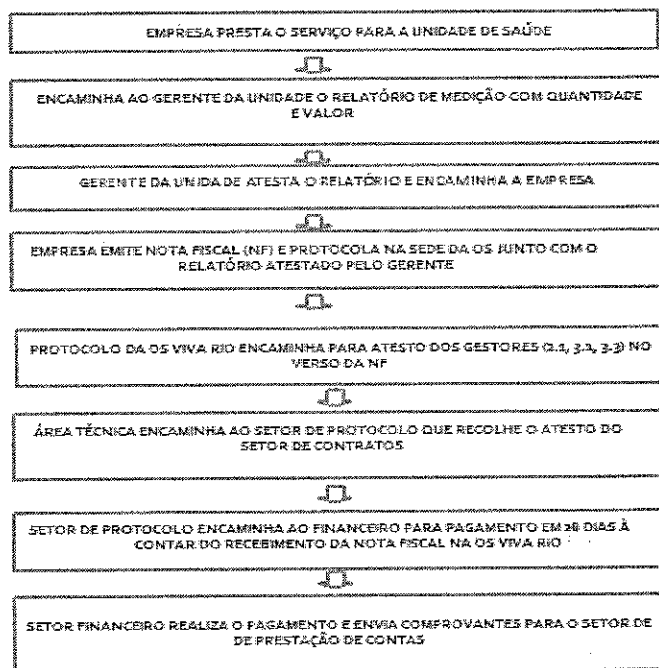 EMPRESA PRESTA O SERVIÇO PARA A UNIDADE DE SAÚDE
ENCAMINHA AO GERENTE DA UNIDADE O RELATÓRIO DE MEDIÇÃO COM QUANTIDADE
E VALOR
GERENTE DA UNIDADE ATESTA O RELATÓRIO E ENCAMINHA A EMPRESA
EMPRESA EMITE NOTA FISCAL (NF) E PROTOCOLA NA SEDE DA OS JUNTO COM O
RELATÓRIO ATESTADO PELO GERENTE
PROTOCOLO DA OS VIVA RIO ENCAMINHA PARA ATESTO DOS GESTORES (2.1, 3.1, 3.3) NO
VERSO DA NF
ÁREA TÉCNICA ENCAMINHA AO SETOR DE PROTOCOLO QUE RECOLHE O ATESTO DO
SETOR DE CONTRATOS
SETOR DE PROTOCOLO ENCAMINHA AO FINANCEIRO PARA PAGAMENTO EM 28 DIAS À
CONTAR DO RECEBIMENTO DA NOTA FISCAL NA OS VIVA RIO
SETOR FINANCEIRO REALIZA O PAGAMENTO E ENVIA COMPROVANTES PARA O SETOR DE
DE PRESTAÇÃO DE CONTAS